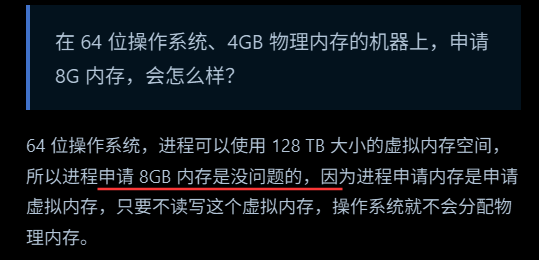 在 64 位操作系统、4GB 物理内存的机器上，申请
8G 内存，会怎么样？
64 位操作系统，进程可以使用 128 TB 大小的虚拟内存空间，
所以进程申请 8GB 内存是没问题的，因为进程申请内存是申请
虚拟内存，只要不读写这个虚拟内存，操作系统就不会分配物
理内存。